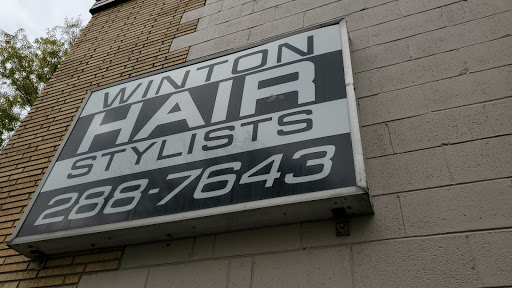 WINTON
HAIR
STYLISTS
288-7643